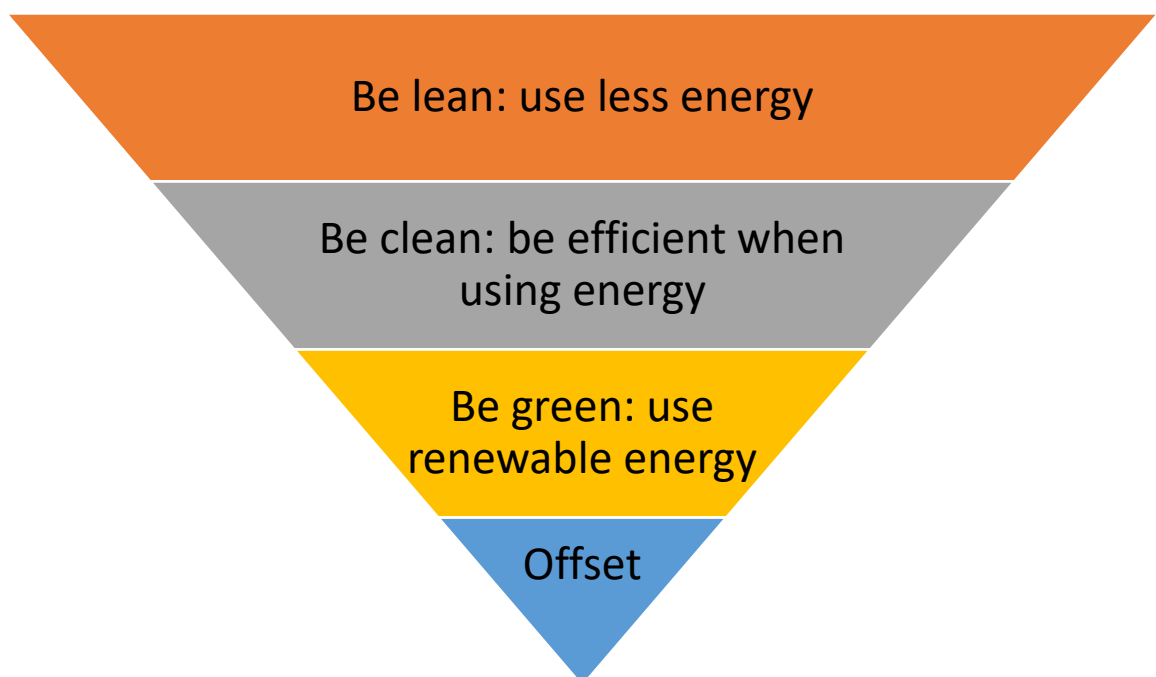 Be lean: use less energy
Be clean: be efficient when
using energy
Be green: use
renewable energy
Offset